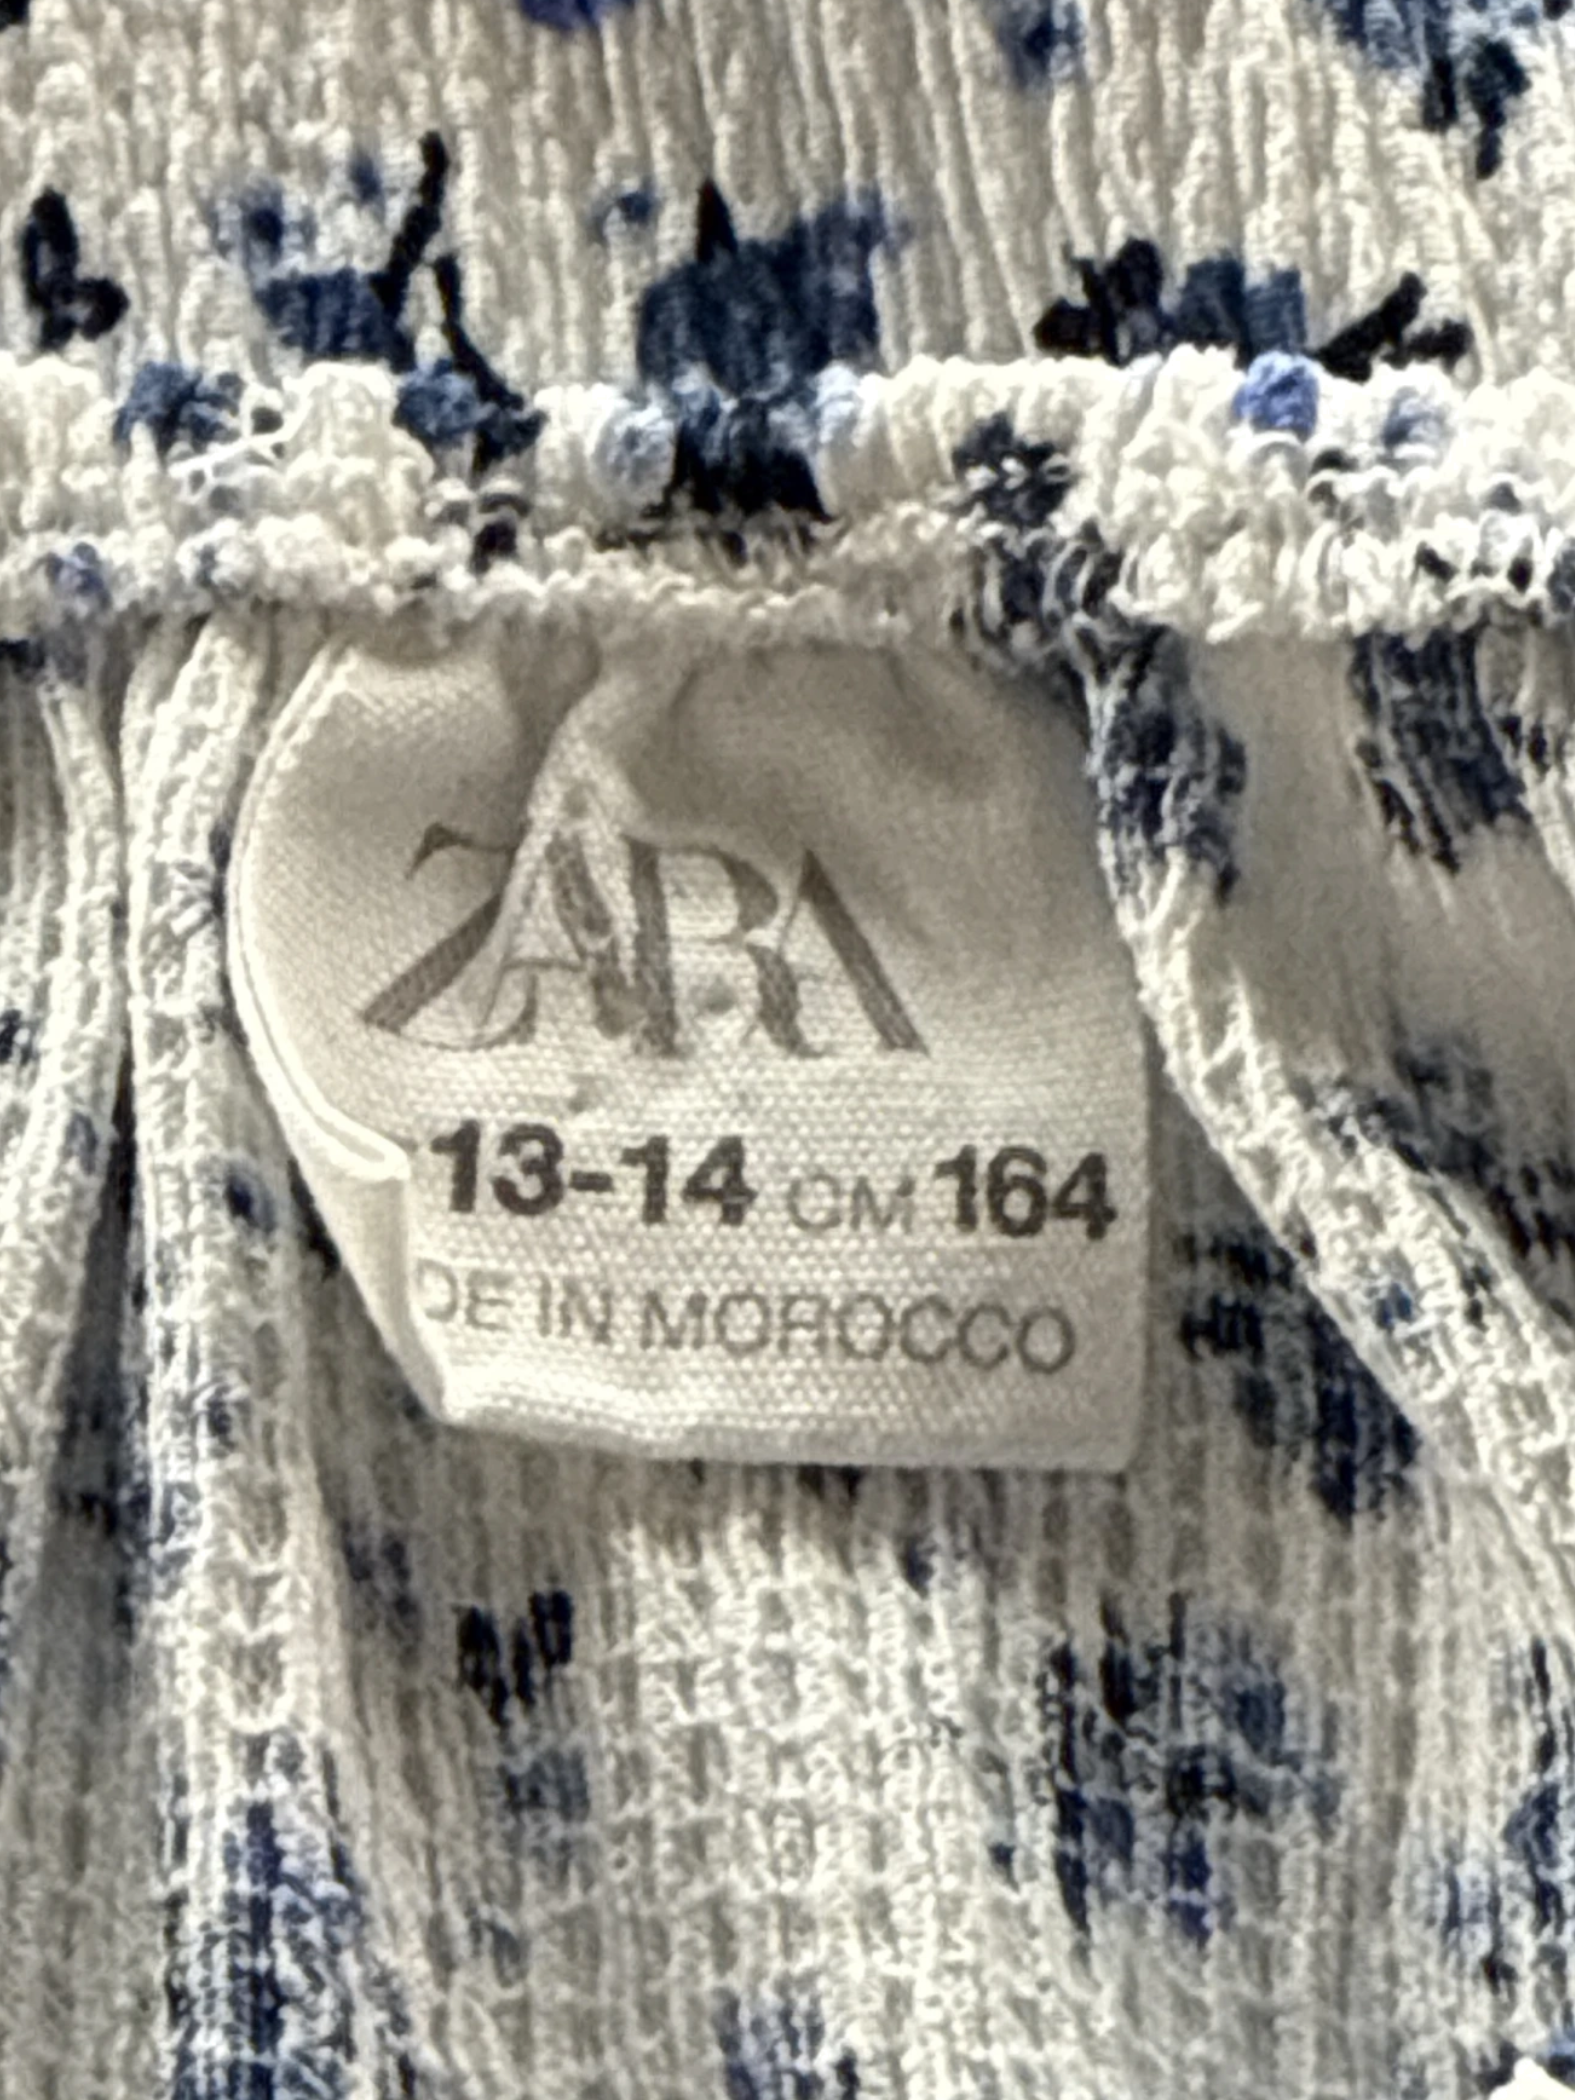 ZARA
13-14 CM 164
DE IN MOROCCO